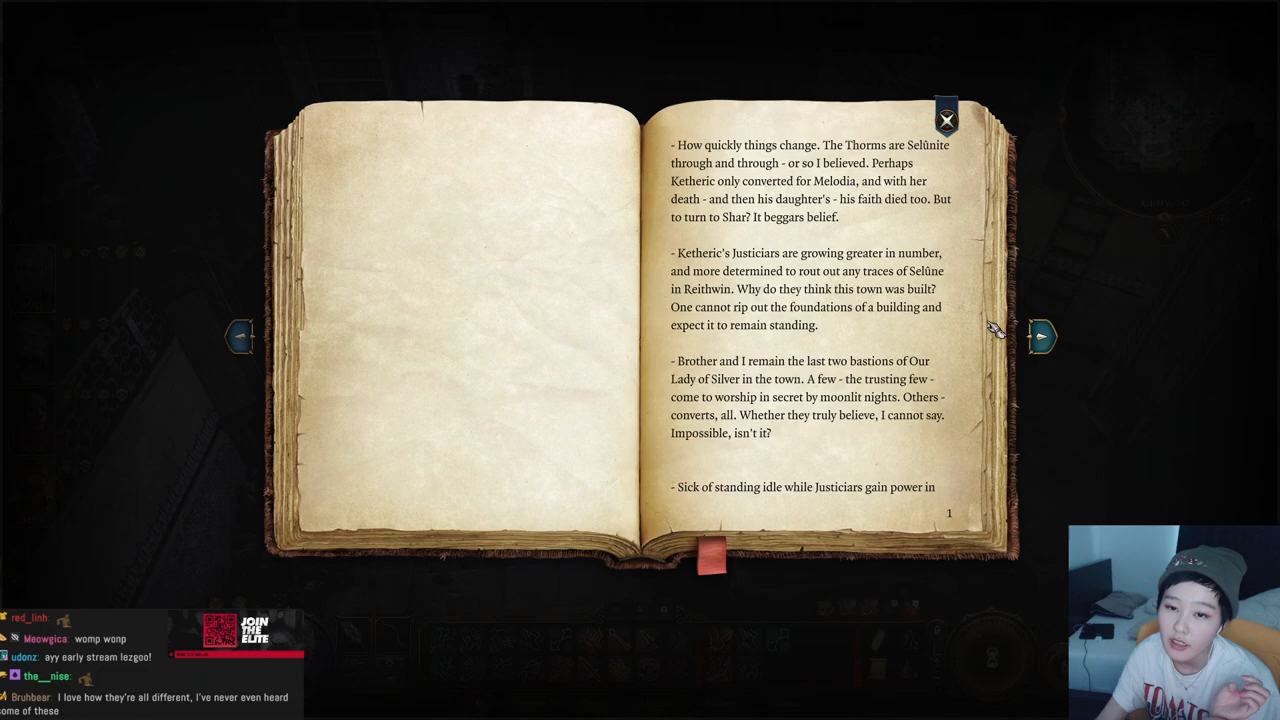 - How quickly things change. The Thorms are Selûnite
through and through - or so I believed. Perhaps
Ketheric only converted for Melodia, and with her
death - and then his daughter's - his faith died too. But
to turn to Shar? It beggars belief.
- Ketheric's Justiciars are growing greater in number,
and more determined to rout out any traces of Selûne
in Reithwin. Why do they think this town was built?
One cannot rip out the foundations of a building and
expect it to remain standing.
- Brother and I remain the last two bastions of Our
Lady of Silver in the town. A few - the trusting few -
come to worship in secret by moonlit nights. Others -
converts, all. Whether they truly believe, I cannot say.
Impossible, isn't it?
- Sick of standing idle while Justiciars gain power in
1
red_linh:
Meowgica: womp wonp
udonz: ayy early stream lezgoo!
the__nise:
Bruhbear: I love how they're all different, I've never even heard
some of these
JOIN
THE
ELITE